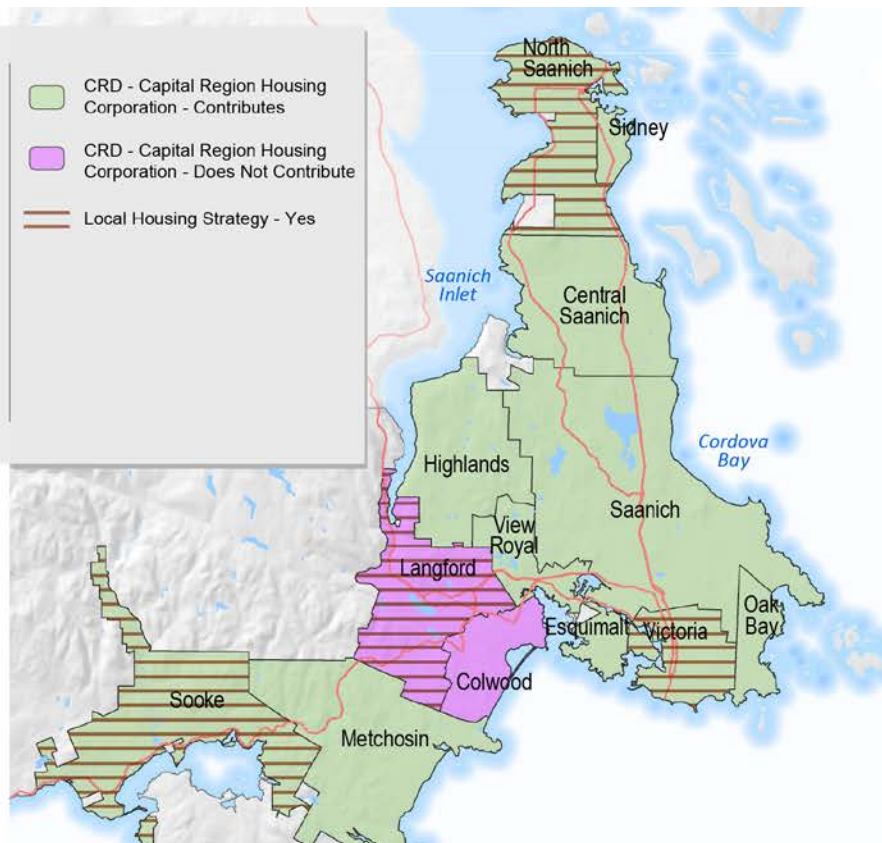 CRD - Capital Region Housing
Corporation - Contributes
CRD - Capital Region Housing
Corporation - Does Not Contribute
Local Housing Strategy - Yes
North
Saanich
Sidney
Saanich
Inlet
Central
Saanich
Cordova
Bay
Highlands
Saanich
View
Royal
Langford
Oak
Bay
Esquimalt
Victoria
Colwood
Sooke
Metchosin